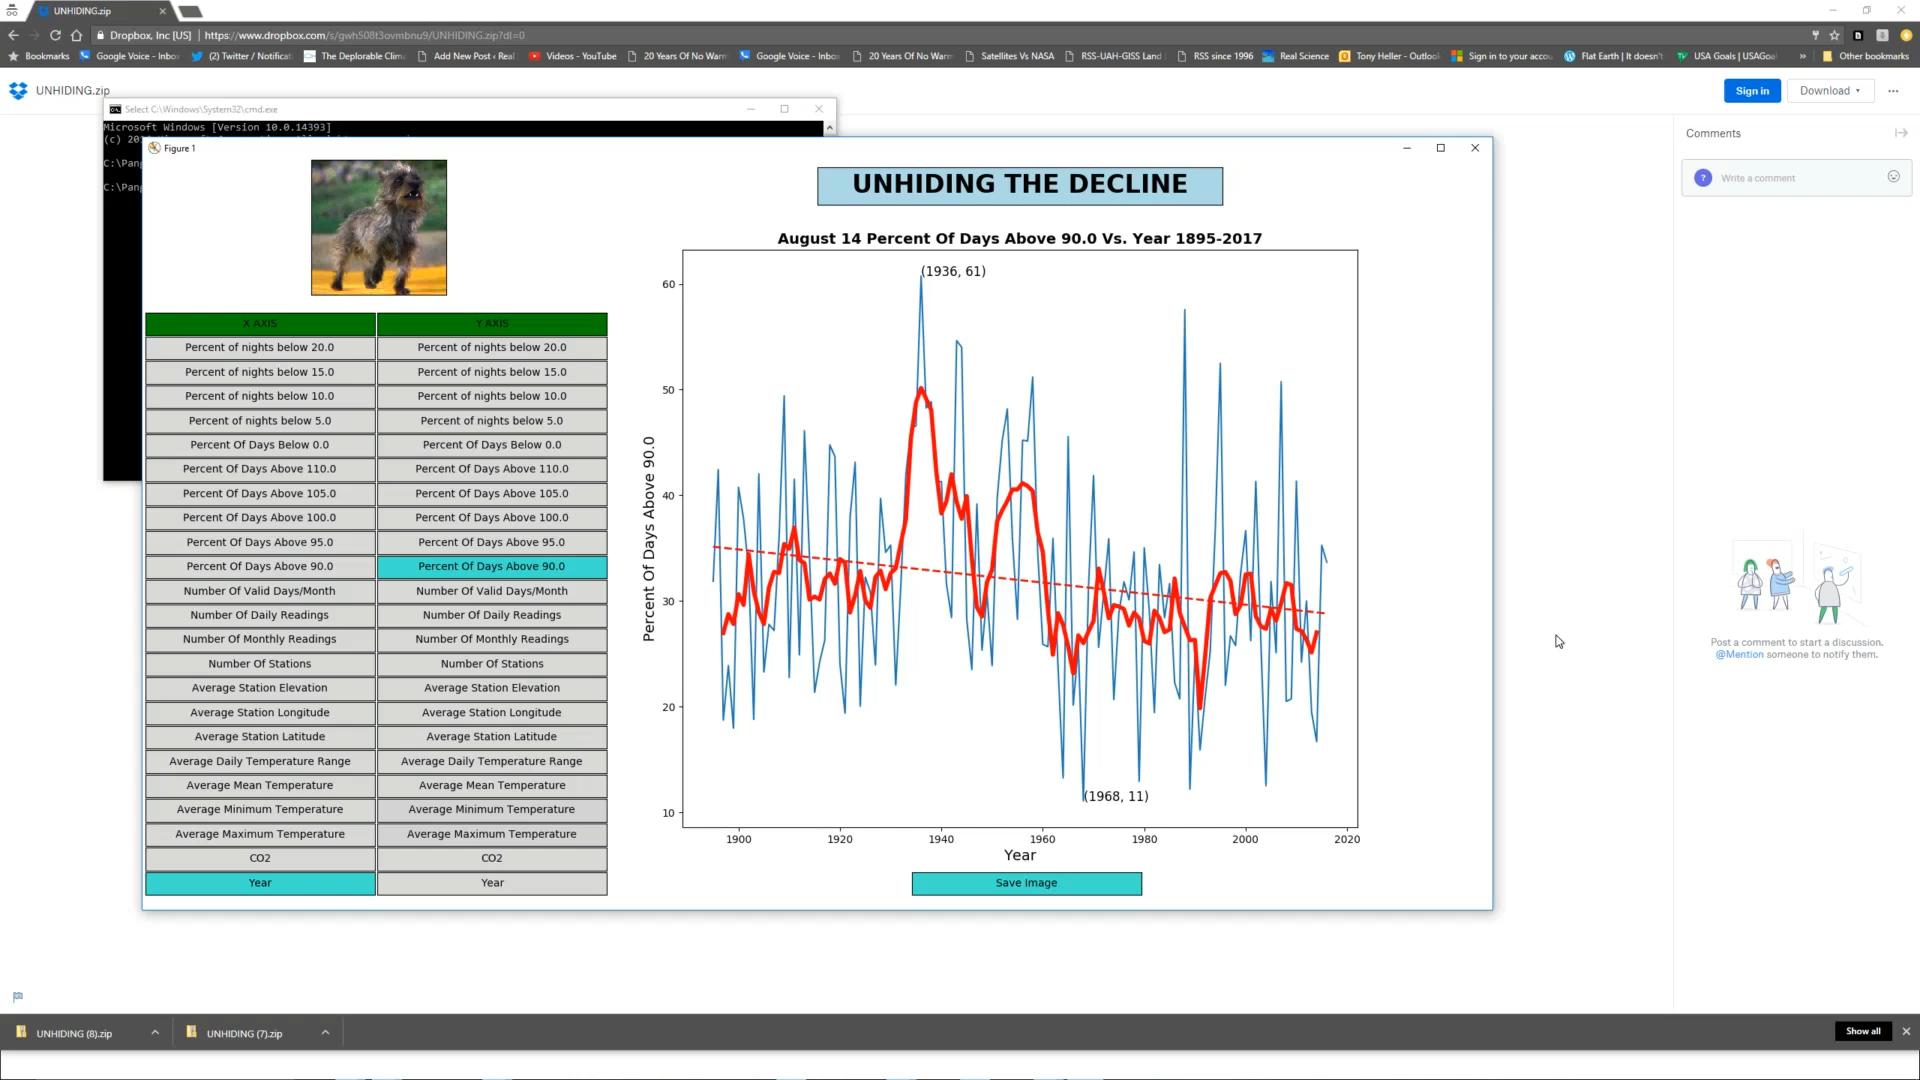 UNHIDING.zip
Dropbox, Inc [US] | https://www.dropbox.com/s/gwh508t3ovmbnu9/UNHIDING.zip?dl=0
Bookmarks Google Voice - Inbo (2) Twitter / Notificat The Deplorable Clim Add New Post ‹ Real Videos - YouTube 20 Years Of No Warm Google Voice - Inbo 20 Years Of No Warm Satellites Vs NASA RSS-UAH-GISS Land RSS since 1996 Real Science Tony Heller - Outlook Sign in to your accou Flat Earth | It doesn't USA Goals | USAGoal » Other bookmarks
UNHIDING.zip
Sign in Download
Comments
? Write a comment
Select C:\Windows\System32\cmd.exe
Microsoft Windows [Version 10.0.14393]
(c) 20
C:\Pang
C:\Pang
Figure 1
UNHIDING THE DECLINE
August 14 Percent Of Days Above 90.0 Vs. Year 1895-2017
(1936, 61)
(1968, 11)
60
50
40
30
20
10
Percent Of Days Above 90.0
1900 1920 1940 1960 1980 2000 2020
Year
Save Image
X AXIS Y AXIS
Percent of nights below 20.0 Percent of nights below 20.0
Percent of nights below 15.0 Percent of nights below 15.0
Percent of nights below 10.0 Percent of nights below 10.0
Percent of nights below 5.0 Percent of nights below 5.0
Percent Of Days Below 0.0 Percent Of Days Below 0.0
Percent Of Days Above 110.0 Percent Of Days Above 110.0
Percent Of Days Above 105.0 Percent Of Days Above 105.0
Percent Of Days Above 100.0 Percent Of Days Above 100.0
Percent Of Days Above 95.0 Percent Of Days Above 95.0
Percent Of Days Above 90.0 Percent Of Days Above 90.0
Number Of Valid Days/Month Number Of Valid Days/Month
Number Of Daily Readings Number Of Daily Readings
Number Of Monthly Readings Number Of Monthly Readings
Number Of Stations Number Of Stations
Average Station Elevation Average Station Elevation
Average Station Longitude Average Station Longitude
Average Station Latitude Average Station Latitude
Average Daily Temperature Range Average Daily Temperature Range
Average Mean Temperature Average Mean Temperature
Average Minimum Temperature Average Minimum Temperature
Average Maximum Temperature Average Maximum Temperature
CO2 CO2
Year Year
Post a comment to start a discussion.
@Mention someone to notify them.
UNHIDING (8).zip UNHIDING (7).zip
Show all